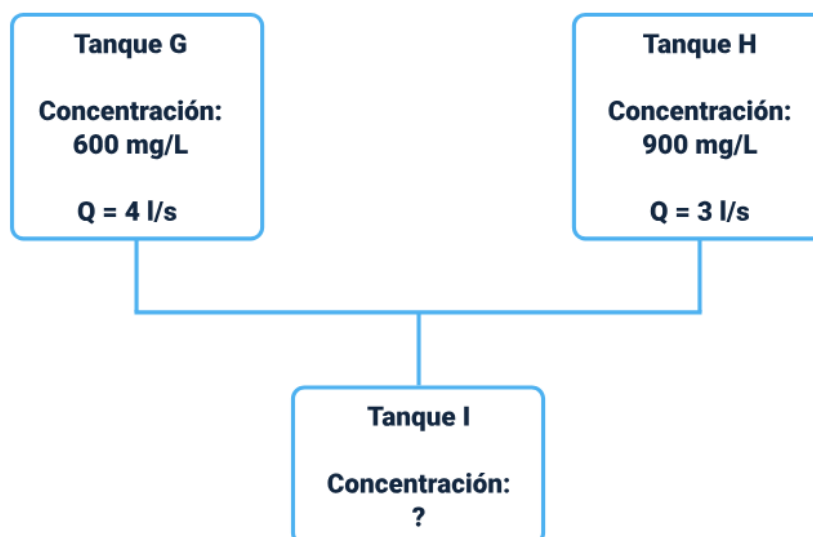 Tanque G
Concentración:
600 mg/L
Q = 4 l/s
Tanque H
Concentración:
900 mg/L
Q = 3 l/s
Tanque I
Concentración:
?